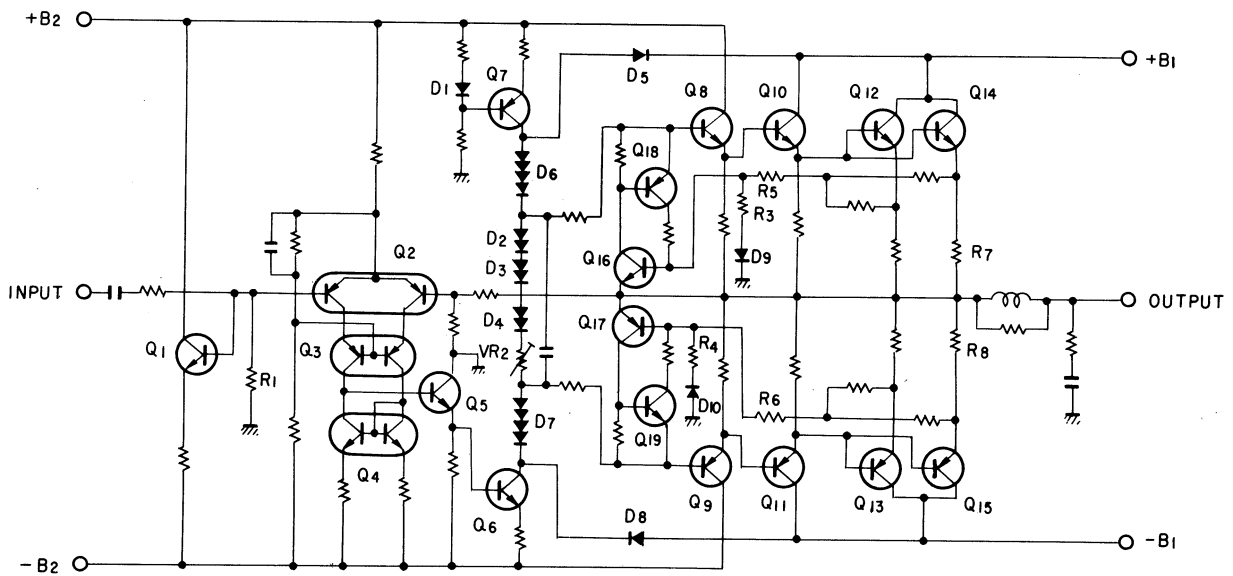 +B2
+B1
D1
Q7
D5
Q8
Q10
Q12
Q14
D6
Q18
R5
R3
Q2
D2
D3
Q16
D9
R7
INPUT
OUTPUT
D4
Q17
Q1
Q3
VR2
R4
R8
R1
Q5
D10
R6
D7
Q19
Q4
Q6
Q9
Q11
Q13
Q15
D8
-B2
-B1